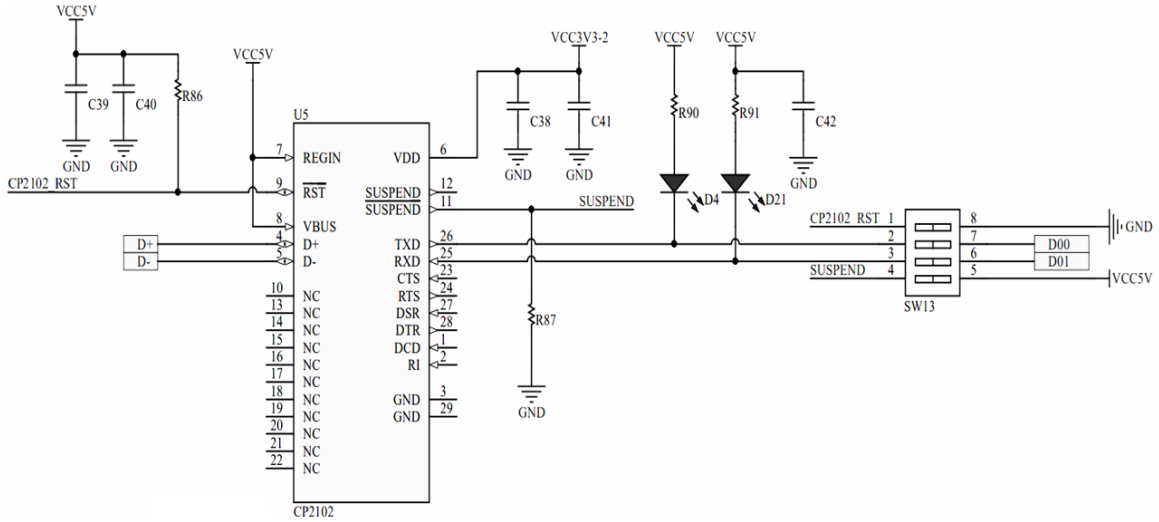 VCC5V
VCC5V
VCC3V3-2
VCC5V
VCC5V
C39
C40
R86
C38
C41
R90
R91
C42
GND
GND
GND
GND
GND
U5
7
REGIN
VDD
6
CP2102_RST
9
RST
SUSPEND
12
SUSPEND
11
SUSPEND
8
VBUS
D+
4
D+
TXD
26
D-
5
D-
RXD
25
CTS
23
10
NC
RTS
24
13
NC
DSR
27
14
NC
DTR
28
15
NC
DCD
1
16
NC
RI
2
17
NC
18
NC
GND
3
19
NC
GND
29
20
NC
21
NC
22
NC
CP2102
R87
GND
D4
D21
CP2102_RST
1
8
GND
2
7
D00
3
6
D01
SUSPEND
4
5
VCC5V
SW13